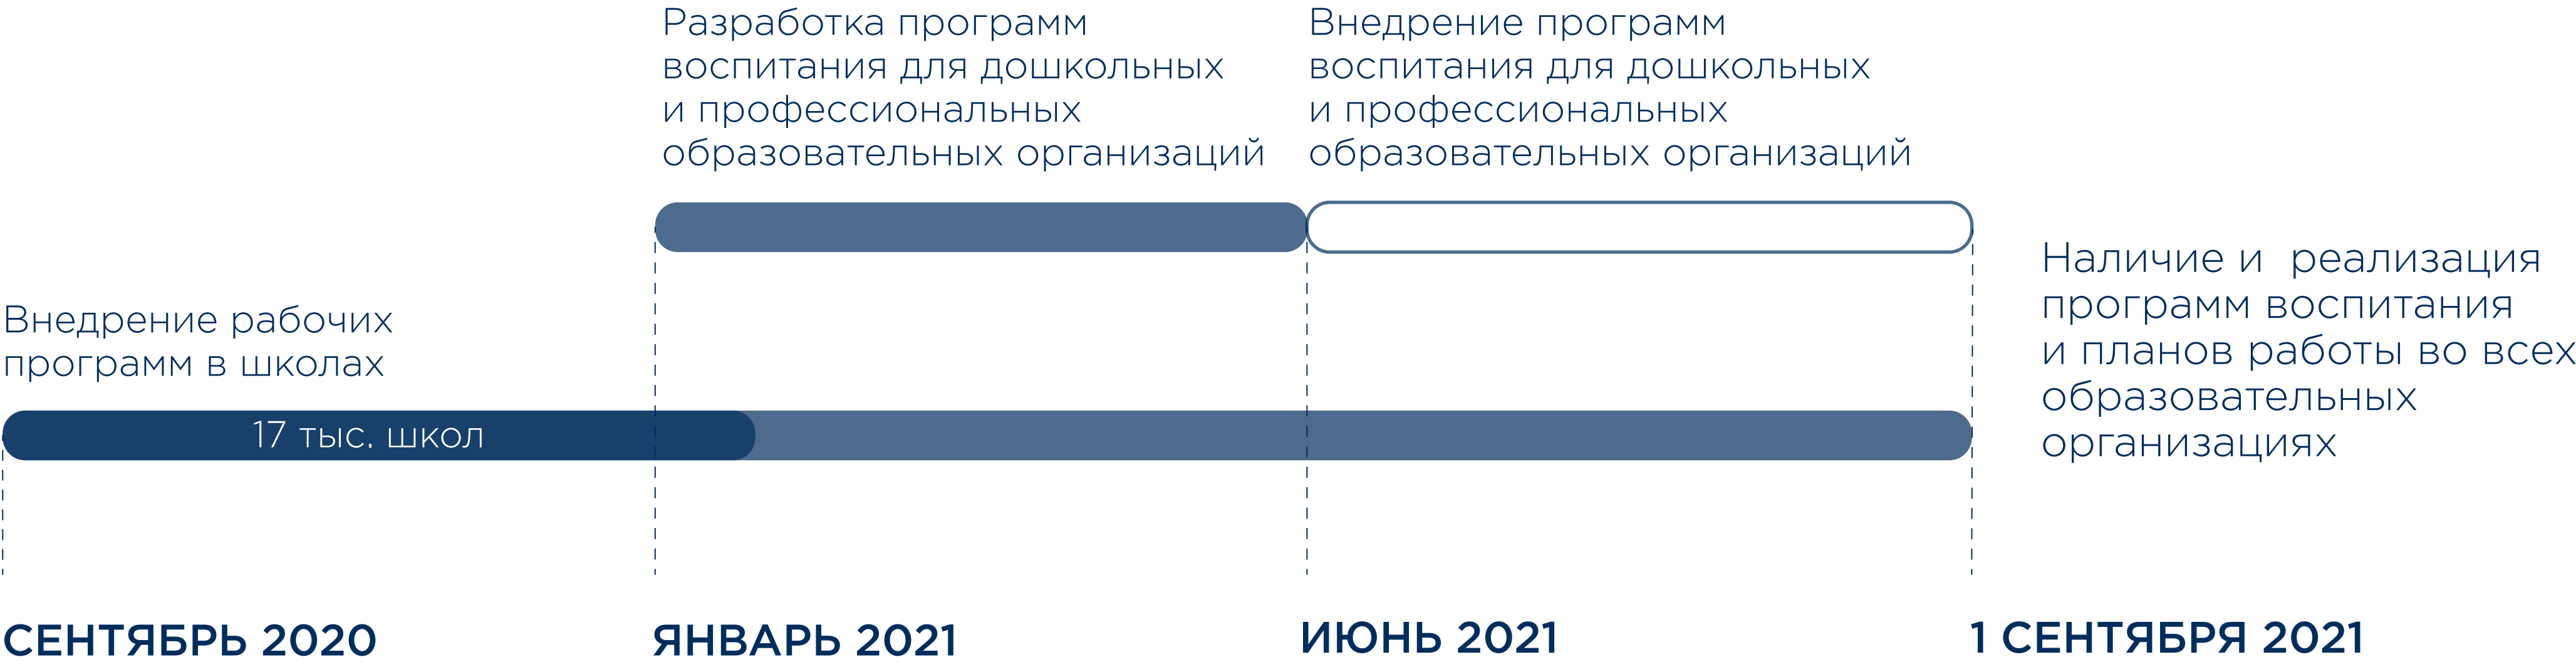 Разработка программ
воспитания для дошкольных
и профессиональных
образовательных организаций
Внедрение программ
воспитания для дошкольных
и профессиональных
образовательных организаций
Внедрение рабочих
программ в школах
17 тыс. школ
Наличие и  реализация
программ воспитания
и планов работы во всех
образовательных
организациях
СЕНТЯБРЬ 2020
ЯНВАРЬ 2021
ИЮНЬ 2021
1 СЕНТЯБРЯ 2021